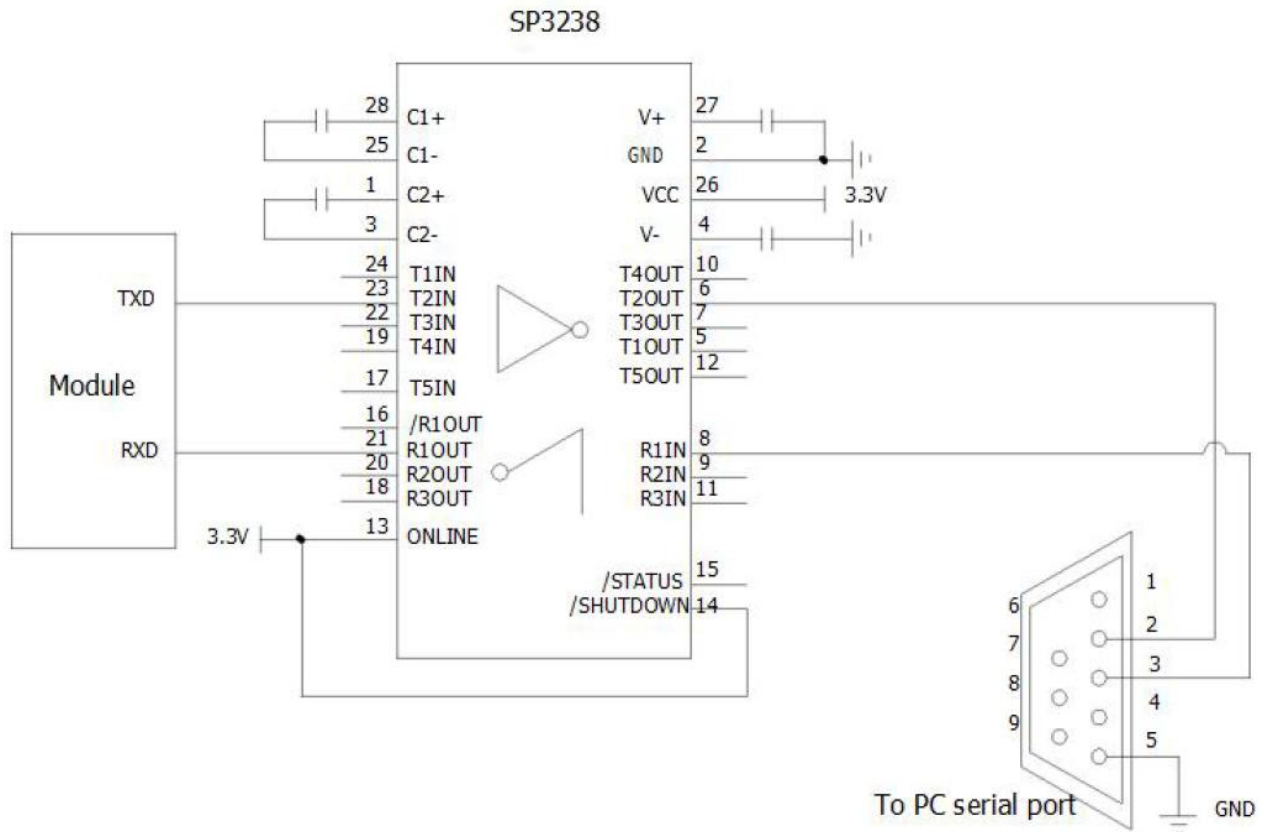 SP3238
28 C1+ V+ 27
25 C1- GND 2
1 C2+ VCC 26 3.3V
3 C2- V- 4
24 T1IN T4OUT 10
TXD 23 T2IN T2OUT 6
22 T3IN T3OUT 7
19 T4IN T1OUT 5
T5OUT 12
17 T5IN
Module
16 /R1OUT
RXD 21 R1OUT R1IN 8
20 R2OUT R2IN 9
18 R3OUT R3IN 11
3.3V 13 ONLINE
/STATUS 15
/SHUTDOWN 14
1
6
2
7
3
8
4
9
5
To PC serial port GND